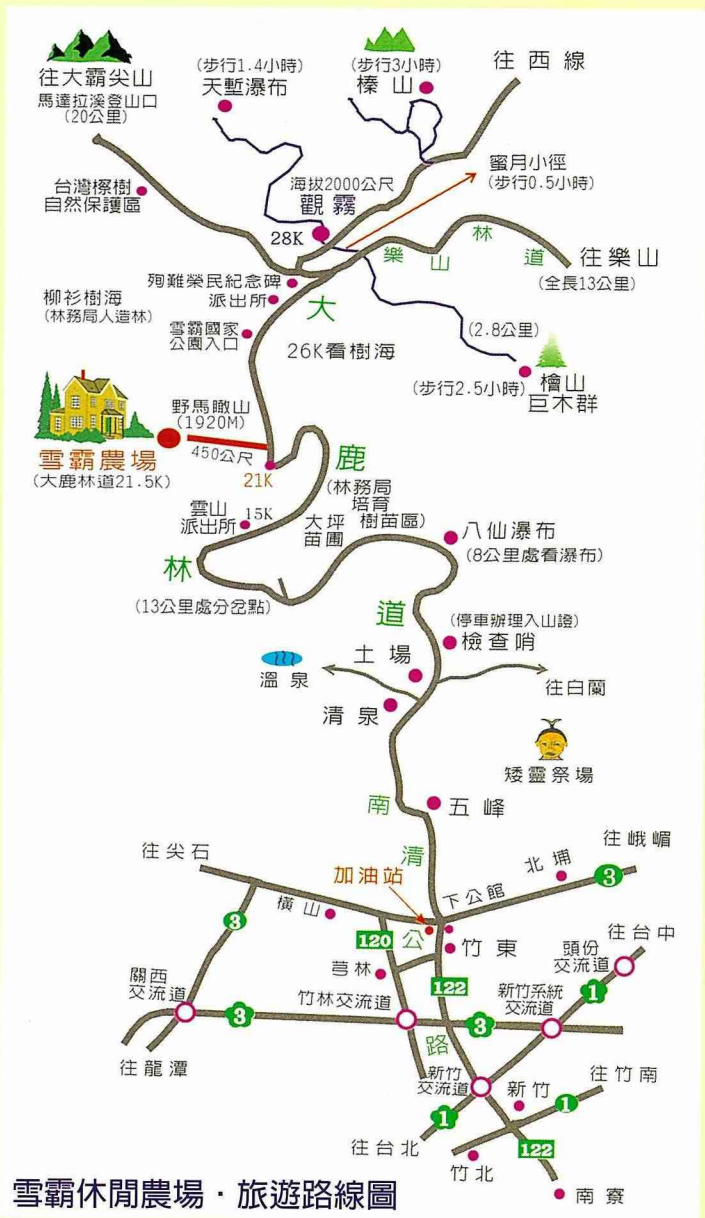 往大霸尖山
馬達拉溪登山口
(20公里)
(步行1.4小時)
天塹瀑布
(步行3小時)
榛山
往西線
台灣檫樹
自然保護區
海拔2000公尺
觀霧
28K
蜜月小徑
(步行0.5小時)
樂山林道
往樂山
(全長13公里)
殉難榮民紀念碑
派出所
柳杉樹海
(林務局人造林)
雪霸國家
公園入口
大
26K看樹海
(2.8公里)
(步行2.5小時)
檜山
巨木群
野馬瞰山
(1920M)
450公尺
雪霸農場
(大鹿林道21.5K)
21K
鹿
(林務局
培育
樹苗區)
大坪
苗圃
雲山
派出所
15K
八仙瀑布
(8公里處看瀑布)
林
(13公里處分岔點)
道
(停車辦理入山證)
檢查哨
土場
溫泉
清泉
往白蘭
矮靈祭場
南
五峰
清
往尖石
加油站
下公館
北埔
往峨嵋
3
橫山
3
120
公
竹東
芎林
122
頭份
交流道
往台中
關西
交流道
竹林交流道
新竹系統
交流道
1
3
3
路
往龍潭
新竹
交流道
新竹
往竹南
1
1
往台北
竹北
122
南寮
雪霸休閒農場・旅遊路線圖